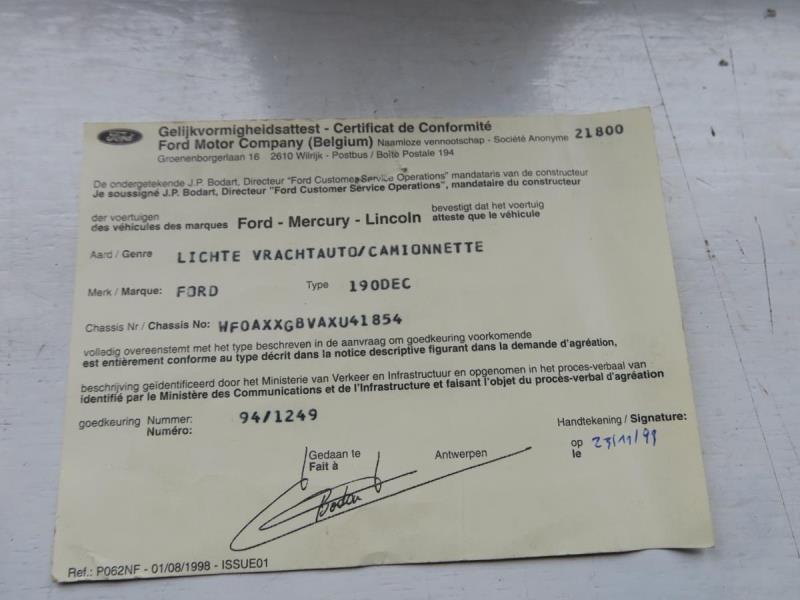 Ford
Gelijkvormigheidsattest - Certificat de Conformité
Ford Motor Company (Belgium) Naamloze vennootschap - Société Anonyme 21800
Groenenborgerlaan 16 2610 Wilrijk - Postbus / Boîte Postale 194
De ondergetekende J.P. Bodart, Directeur "Ford Customer Service Operations" mandataris van de constructeur
Je soussigné J.P. Bodart, Directeur "Ford Customer Service Operations", mandataire du constructeur
der voertuigen
des véhicules des marques Ford - Mercury - Lincoln bevestigt dat het voertuig
atteste que le véhicule
Aard / Genre LICHTE VRACHTAUTO/CAMIONNETTE
Merk / Marque: FORD Type 190DEC
Chassis Nr / Chassis No: WF0AXXGBVAXU41854
volledig overeenstemt met het type beschreven in de aanvraag om goedkeuring voorkomende
est entièrement conforme au type décrit dans la notice descriptive figurant dans la demande d'agréation,
beschrijving geïdentificeerd door het Ministerie van Verkeer en Infrastructuur en opgenomen in het proces-verbaal van
identifié par le Ministère des Communications et de l'Infrastructure et faisant l'objet du procès-verbal d'agréation
goedkeuring Nummer: 94/1249
Numéro:
Handtekening / Signature:
op 23/11/99
le
Gedaan te Antwerpen
Fait à
Bodart
Ref.: P062NF - 01/08/1998 - ISSUE01